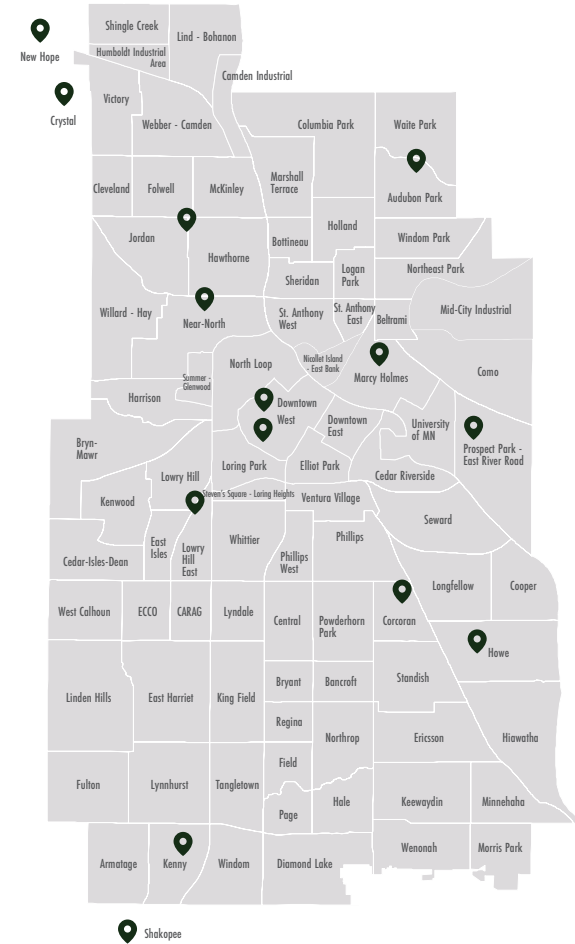 Shingle Creek
Lind - Bohanon
New Hope
Humboldt Industrial
Area
Camden Industrial
Victory
Crystal
Webber - Camden
Columbia Park
Waite Park
Marshall
Terrace
Cleveland
Folwell
McKinley
Audubon Park
Holland
Jordan
Bottineau
Windom Park
Hawthorne
Logan
Park
Northeast Park
Sheridan
Willard - Hay
Near-North
St. Anthony
West
St. Anthony
East
Beltrami
Mid-City Industrial
Nicollet Island
- East Bank
North Loop
Marcy Holmes
Como
Sumner -
Glenwood
Harrison
Downtown
West
Downtown
East
University
of MN
Prospect Park -
East River Road
Bryn-
Mawr
Loring Park
Elliot Park
Cedar Riverside
Lowry Hill
Steven's Square - Loring Heights
Ventura Village
Kenwood
Seward
Phillips
East
Isles
Lowry
Hill
East
Whittier
Phillips
West
Cedar-Isles-Dean
Longfellow
Cooper
West Calhoun
ECCO
CARAG
Lyndale
Central
Powderhorn
Park
Corcoran
Howe
Bryant
Bancroft
Standish
Linden Hills
East Harriet
King Field
Regina
Northrop
Ericsson
Hiawatha
Field
Fulton
Lynnhurst
Tangletown
Page
Hale
Keewaydin
Minnehaha
Wenonah
Morris Park
Armatage
Kenny
Windom
Diamond Lake
Shakopee